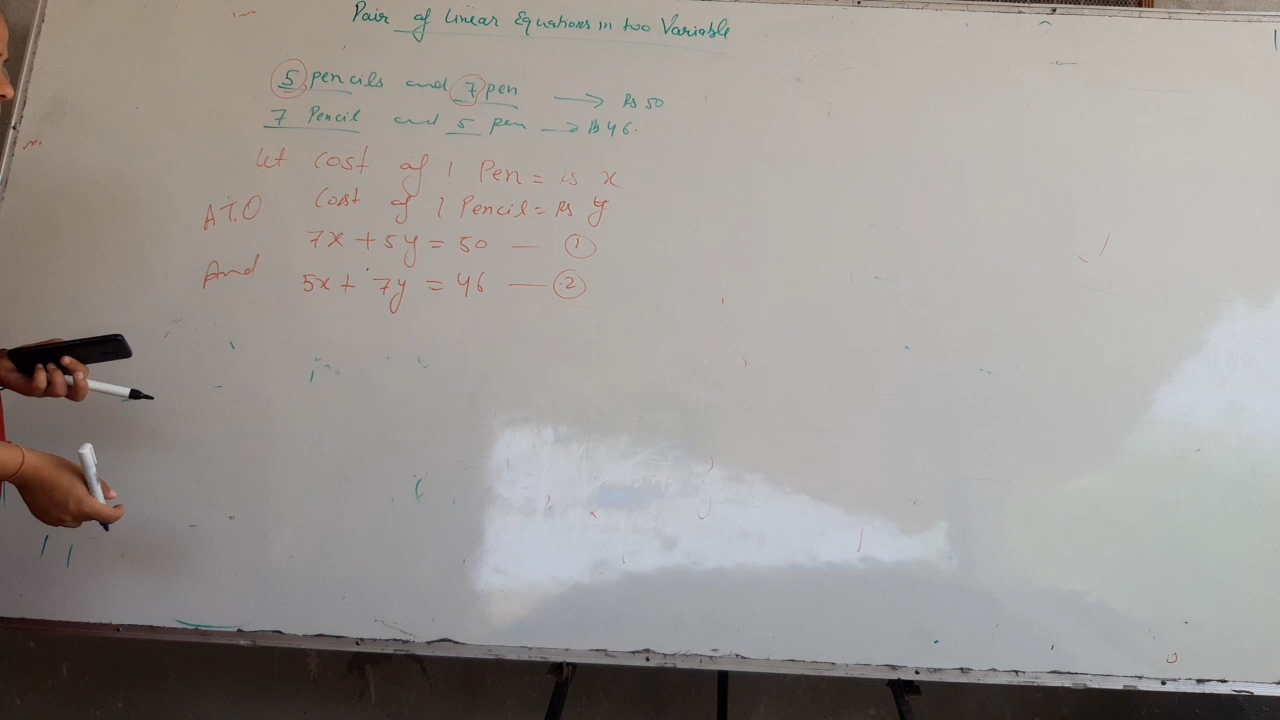 Pair of Linear Equations in two Variable
5 pencils and 7 pen → Rs 50
7 Pencil and 5 pen → Rs 46.
Let cost of 1 Pen = is x
A.T.O Cost of 1 Pencil = Rs y
7x + 5y = 50 — ①
And 5x + 7y = 46 — ②